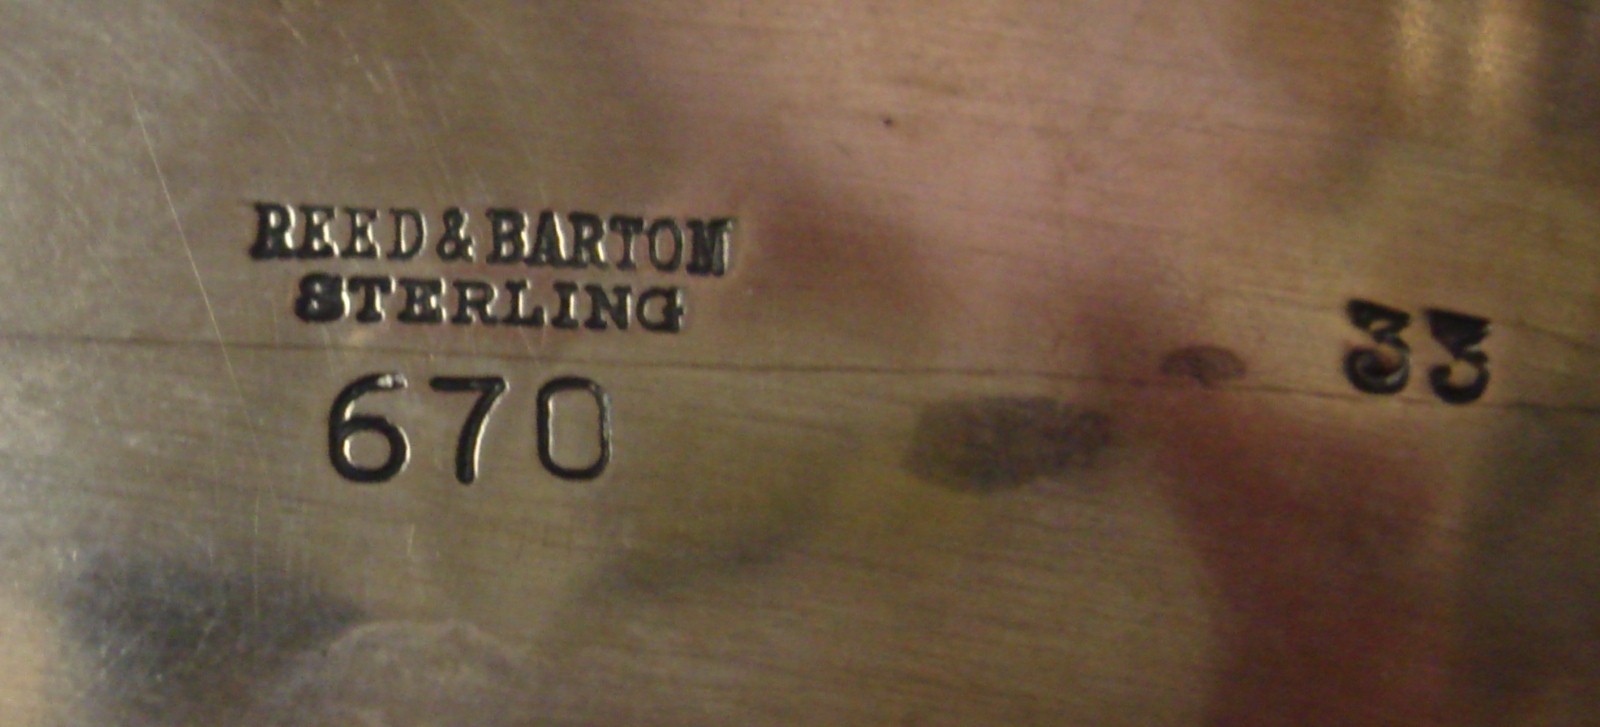 REED & BARTON
STERLING
670
33